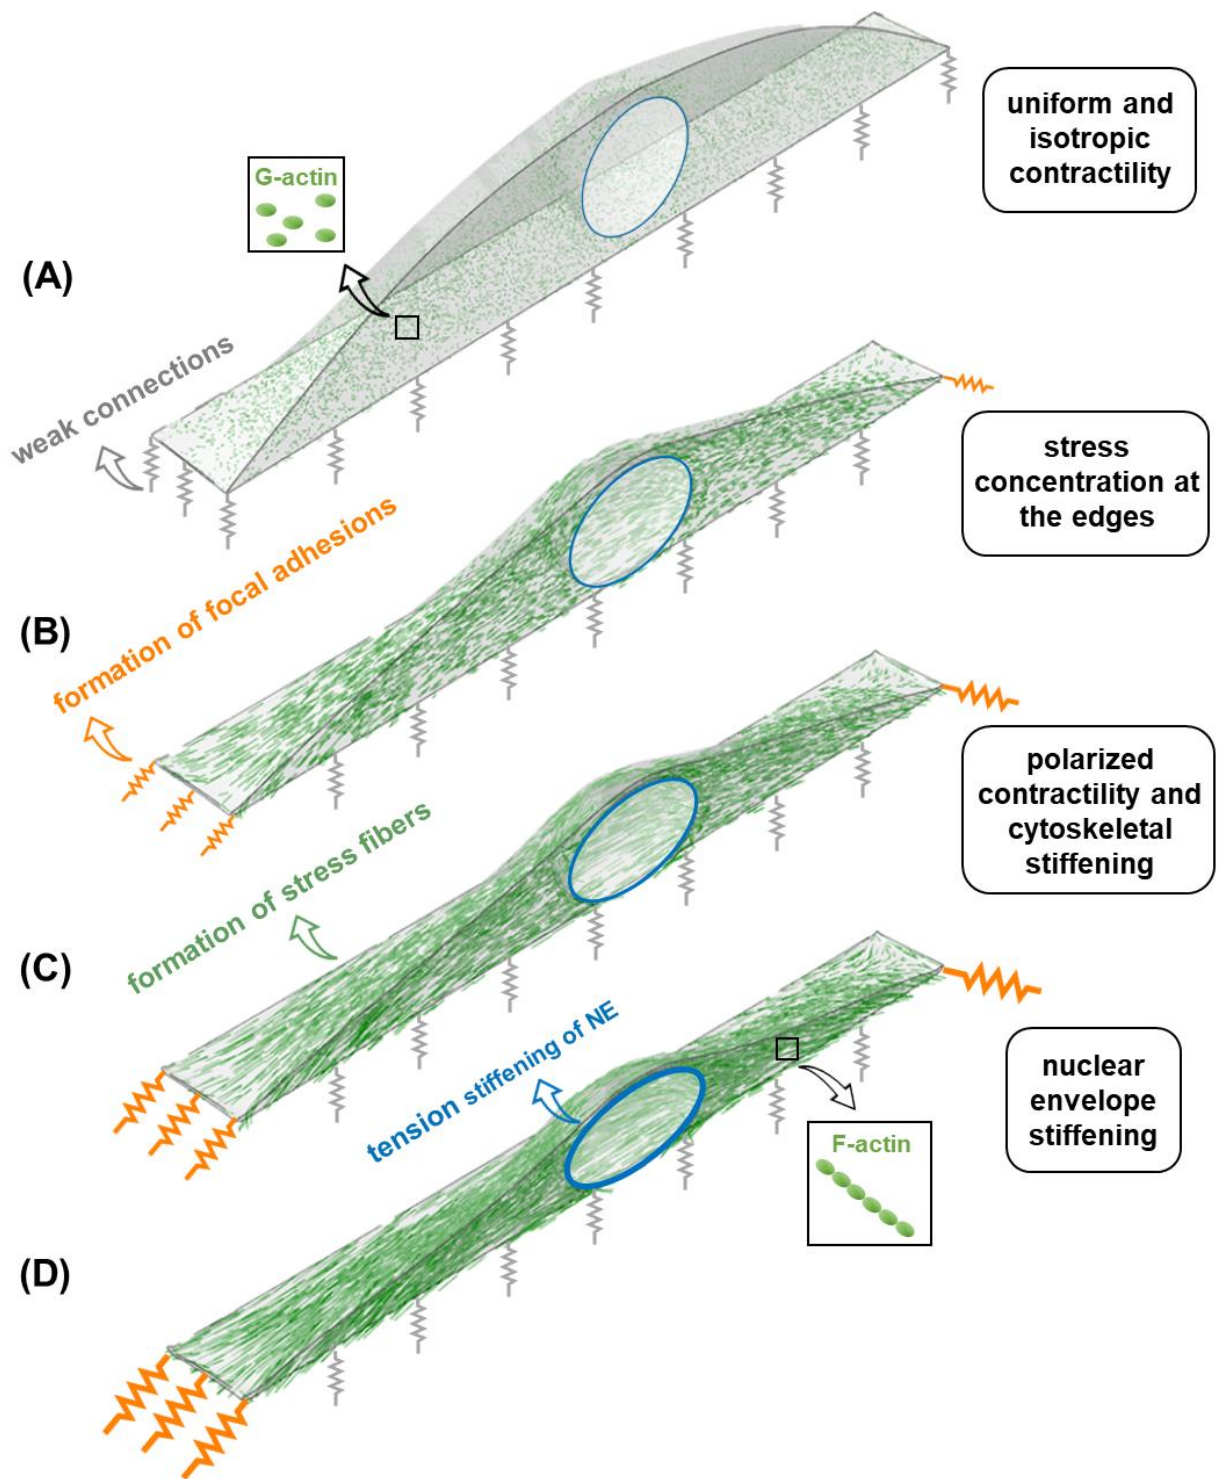 uniform and
isotropic
contractility
G-actin
(A)
weak connections
stress
concentration at
the edges
formation of focal adhesions
(B)
polarized
contractility and
cytoskeletal
stiffening
formation of stress fibers
(C)
tension stiffening of NE
nuclear
envelope
stiffening
F-actin
(D)